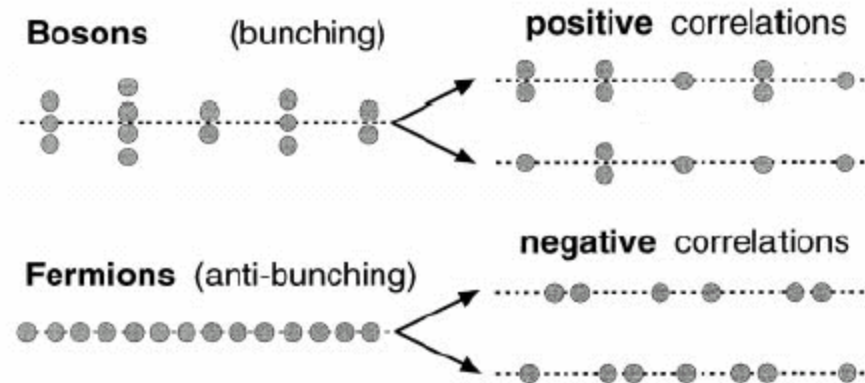 Bosons (bunching)
positive correlations
negative correlations
Fermions (anti-bunching)